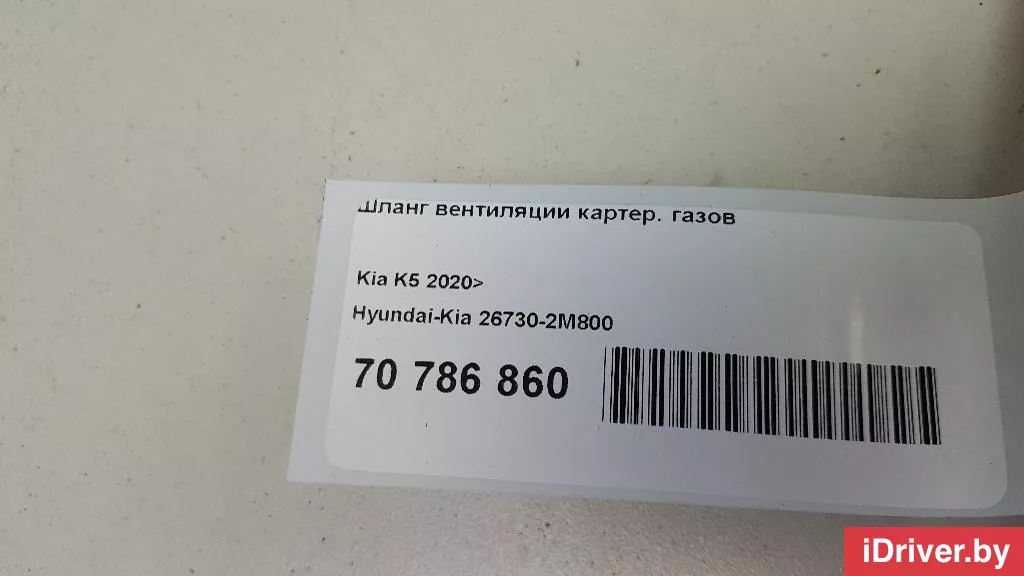 Шланг вентиляции картер. газов
Kia K5 2020>
Hyundai-Kia 26730-2M800
70 786 860
iDriver.by